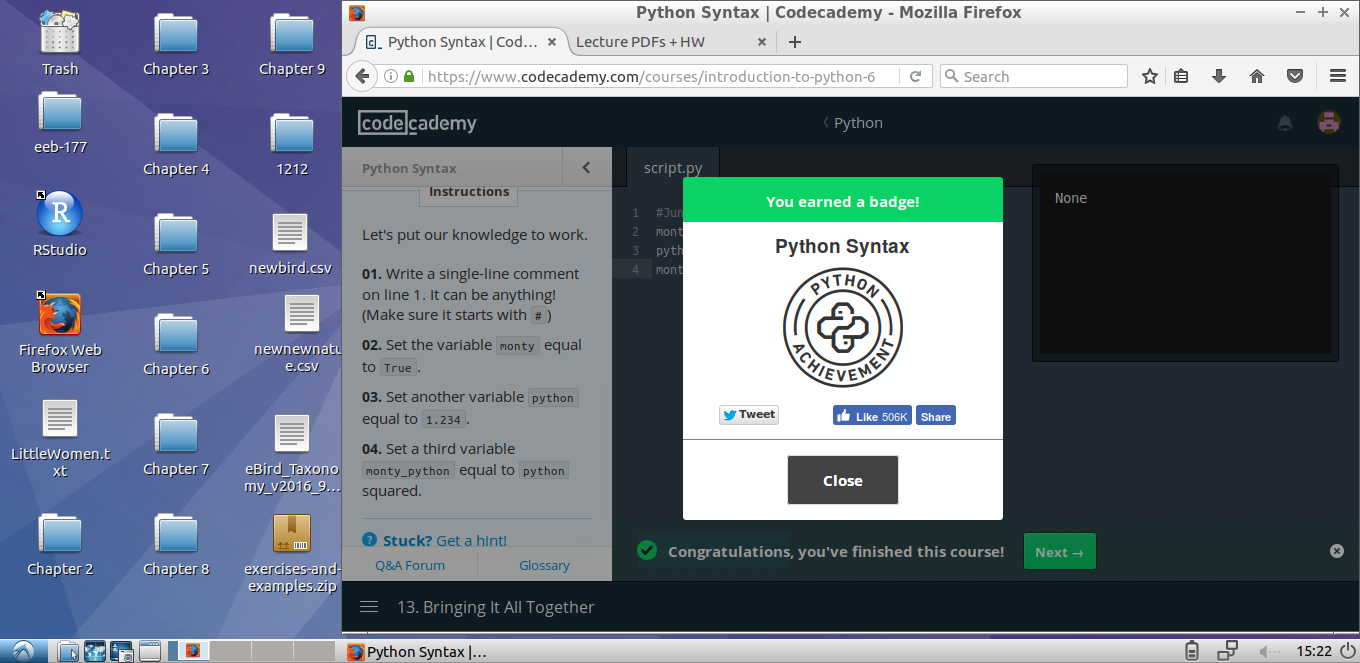 Trash
Chapter 3
Chapter 9
eeb-177
Chapter 4
1212
RStudio
Chapter 5
newbird.csv
Firefox Web
Browser
Chapter 6
newnewnatu
e.csv
LittleWomen.t
xt
Chapter 7
eBird_Taxono
my_v2016_9...
Chapter 2
Chapter 8
exercises-and-
examples.zip
Python Syntax | Codecademy - Mozilla Firefox
Python Syntax | Cod...
Lecture PDFs + HW
https://www.codecademy.com/courses/introduction-to-python-6
Search
codecademy
Python
Python Syntax
Instructions
Let's put our knowledge to work.
01. Write a single-line comment
on line 1. It can be anything!
(Make sure it starts with # )
02. Set the variable monty equal
to True.
03. Set another variable python
equal to 1.234.
04. Set a third variable
monty_python equal to python
squared.
? Stuck? Get a hint!
Q&A Forum
Glossary
script.py
1 #Jun
2 mont
3 pyth
4 mont
None
You earned a badge!
Python Syntax
PYTHON
ACHIEVEMENT
Tweet
Like 506K
Share
Close
Congratulations, you've finished this course!
Next →
13. Bringing It All Together
Python Syntax |...
15:22